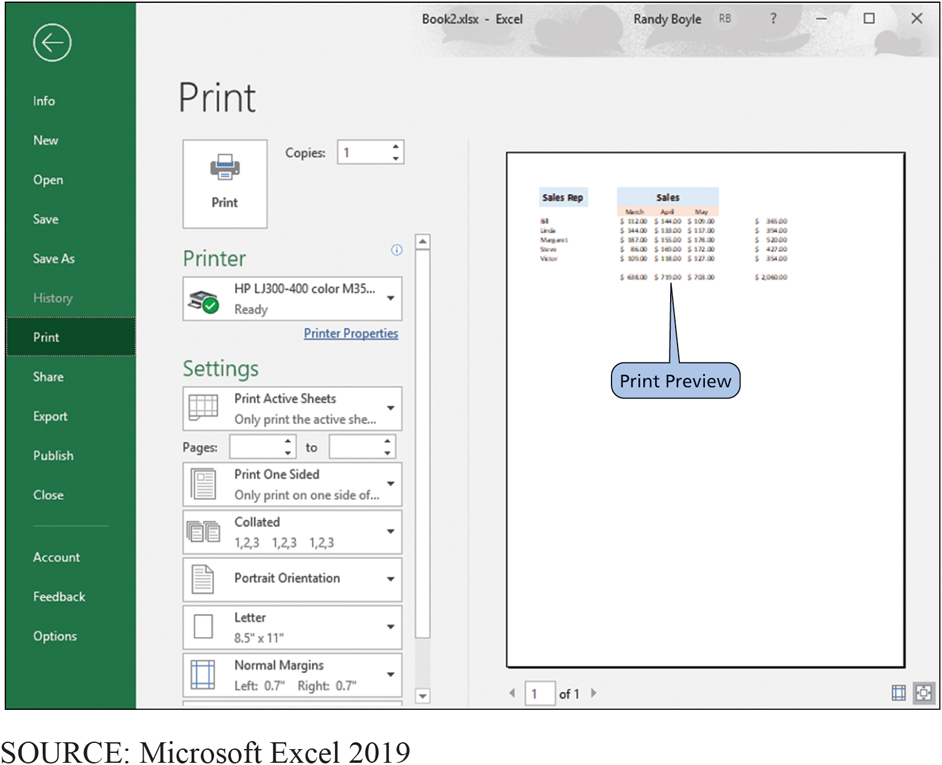 Book2.xlsx - Excel
Randy Boyle RB ?
Info
New
Open
Save
Save As
History
Print
Share
Export
Publish
Close
Account
Feedback
Options
Print
Print
Copies: 1
Printer
HP LJ300-400 color M35...
Ready
Printer Properties
Settings
Print Active Sheets
Only print the active she...
Pages: to
Print One Sided
Only print on one side of...
Collated
1,2,3 1,2,3 1,2,3
Portrait Orientation
Letter
8.5" x 11"
Normal Margins
Left: 0.7" Right: 0.7"
Sales Rep Sales
March April May
Bill $ 112.00 $ 144.00 $ 109.00 $ 365.00
Linda $ 144.00 $ 133.00 $ 117.00 $ 394.00
Margaret $ 187.00 $ 155.00 $ 178.00 $ 520.00
Steve $ 86.00 $ 169.00 $ 172.00 $ 427.00
Victor $ 109.00 $ 118.00 $ 127.00 $ 354.00
$ 638.00 $ 719.00 $ 703.00 $ 2,060.00
Print Preview
1 of 1
SOURCE: Microsoft Excel 2019